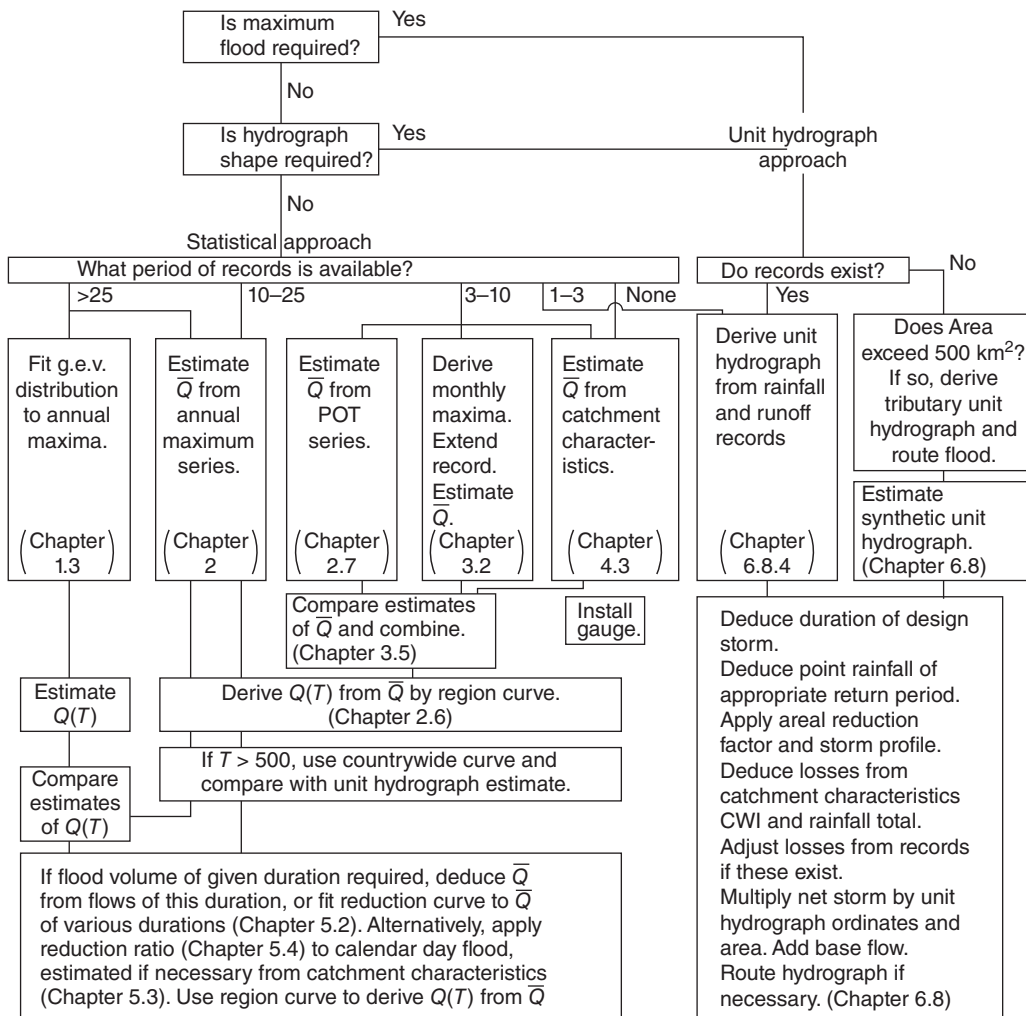 Is maximum
flood required?
Yes
No
Is hydrograph
shape required?
Yes
Unit hydrograph
approach
No
Statistical approach
What period of records is available?
Do records exist?
No
>25
10–25
3–10
1–3
None
Yes
Fit g.e.v.
distribution
to annual
maxima.
(Chapter
1.3)
Estimate
Q̅ from
annual
maximum
series.
(Chapter
2)
Estimate
Q̅ from
POT
series.
(Chapter
2.7)
Derive
monthly
maxima.
Extend
record.
Estimate
Q̅.
(Chapter
3.2)
Estimate
Q̅ from
catchment
character-
istics.
(Chapter
4.3)
Derive unit
hydrograph
from rainfall
and runoff
records
(Chapter
6.8.4)
Does Area
exceed 500 km²?
If so, derive
tributary unit
hydrograph and
route flood.
Estimate
synthetic unit
hydrograph.
(Chapter 6.8)
Compare estimates
of Q̅ and combine.
(Chapter 3.5)
Install
gauge.
Estimate
Q(T)
Derive Q(T) from Q̅ by region curve.
(Chapter 2.6)
If T > 500, use countrywide curve and
compare with unit hydrograph estimate.
Compare
estimates
of Q(T)
If flood volume of given duration required, deduce Q̅
from flows of this duration, or fit reduction curve to Q̅
of various durations (Chapter 5.2). Alternatively, apply
reduction ratio (Chapter 5.4) to calendar day flood,
estimated if necessary from catchment characteristics
(Chapter 5.3). Use region curve to derive Q(T) from Q̅
Deduce duration of design
storm.
Deduce point rainfall of
appropriate return period.
Apply areal reduction
factor and storm profile.
Deduce losses from
catchment characteristics
CWI and rainfall total.
Adjust losses from records
if these exist.
Multiply net storm by unit
hydrograph ordinates and
area. Add base flow.
Route hydrograph if
necessary. (Chapter 6.8)